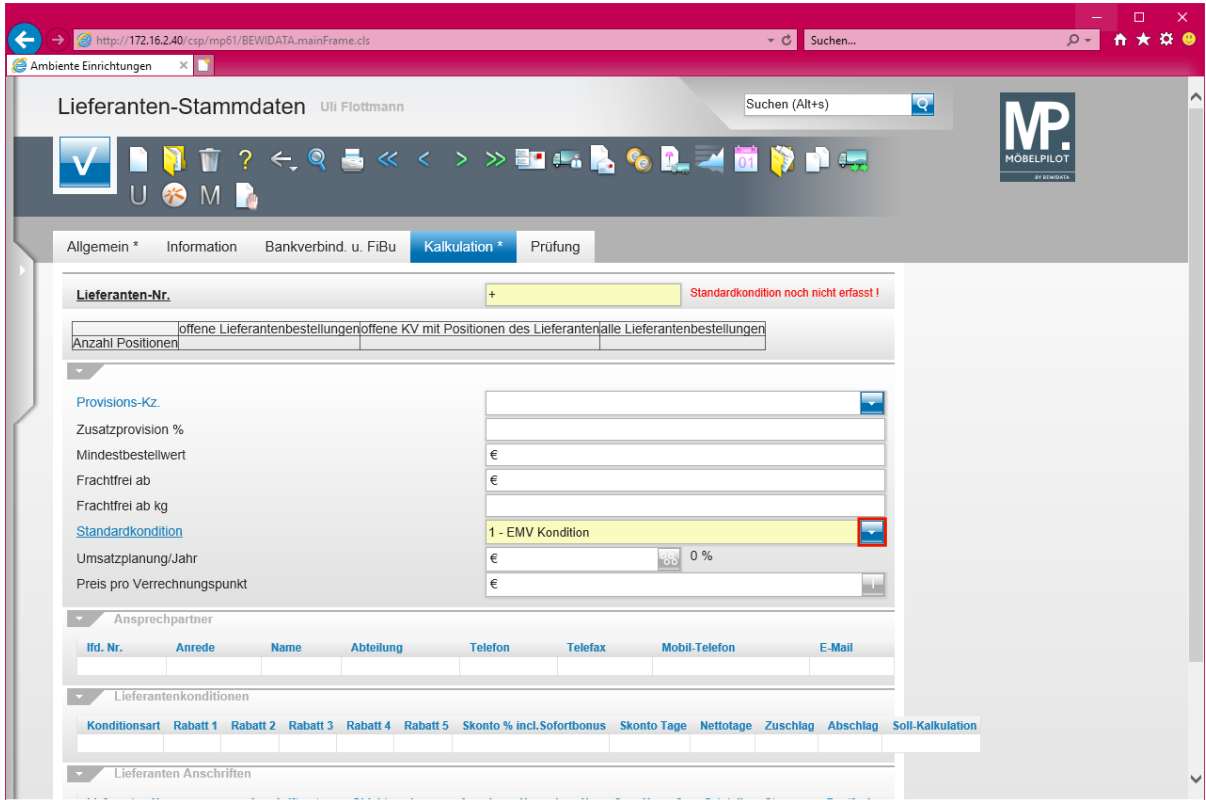 http://172.16.2.40/csp/mp61/BEWIDATA.mainFrame.cls
Suchen...
Ambiente Einrichtungen
Lieferanten-Stammdaten Uli Flottmann
Suchen (Alt+s)
MP.
MÖBELPILOT
BY BEWIDATA
U M
Allgemein * Information Bankverbind. u. FiBu Kalkulation * Prüfung
Lieferanten-Nr. + Standardkondition noch nicht erfasst !
offene Lieferantenbestellungen offene KV mit Positionen des Lieferanten alle Lieferantenbestellungen
Anzahl Positionen
Provisions-Kz.
Zusatzprovision %
Mindestbestellwert €
Frachtfrei ab €
Frachtfrei ab kg
Standardkondition 1 - EMV Kondition
Umsatzplanung/Jahr € 0 %
Preis pro Verrechnungspunkt €
Ansprechpartner
lfd. Nr. Anrede Name Abteilung Telefon Telefax Mobil-Telefon E-Mail
Lieferantenkonditionen
Konditionsart Rabatt 1 Rabatt 2 Rabatt 3 Rabatt 4 Rabatt 5 Skonto % incl.Sofortbonus Skonto Tage Nettotage Zuschlag Abschlag Soll-Kalkulation
Lieferanten Anschriften